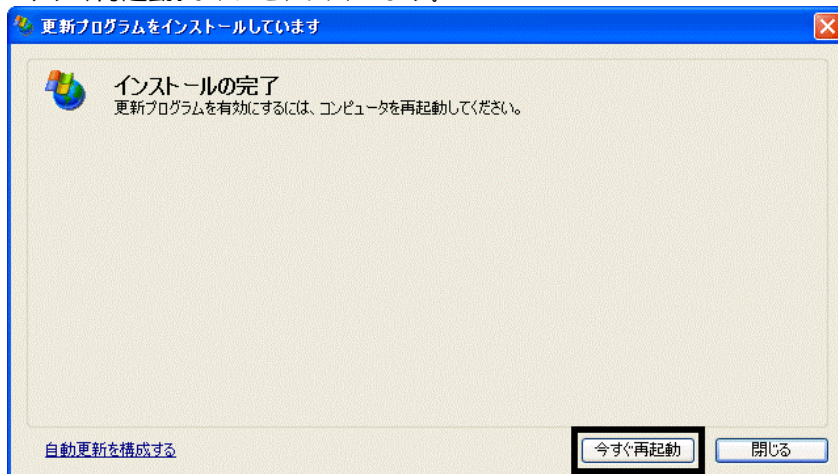 更新プログラムをインストールしています
インストールの完了
更新プログラムを有効にするには、コンピュータを再起動してください。
自動更新を構成する
今すぐ再起動
閉じる